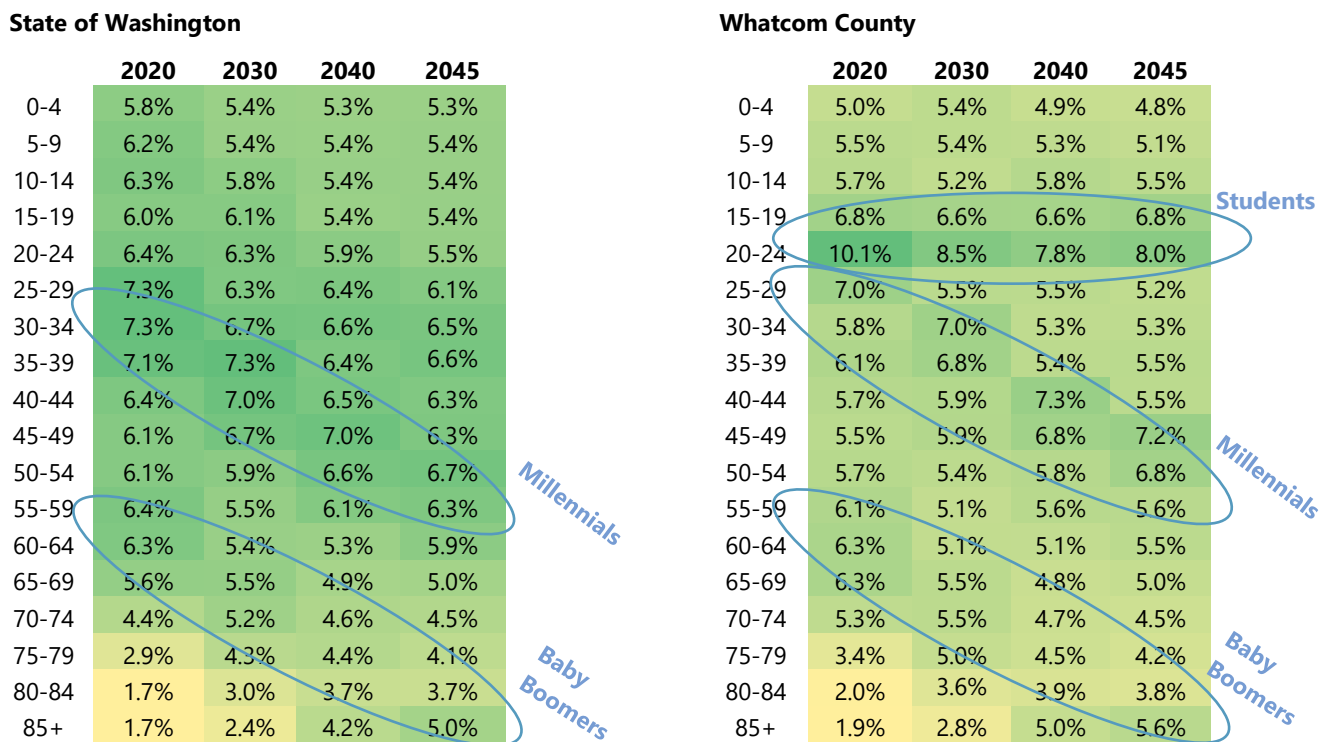 State of Washington
2020 2030 2040 2045
0-4 5.8% 5.4% 5.3% 5.3%
5-9 6.2% 5.4% 5.4% 5.4%
10-14 6.3% 5.8% 5.4% 5.4%
15-19 6.0% 6.1% 5.4% 5.4%
20-24 6.4% 6.3% 5.9% 5.5%
25-29 7.3% 6.3% 6.4% 6.1%
30-34 7.3% 6.7% 6.6% 6.5%
35-39 7.1% 7.3% 6.4% 6.6%
40-44 6.4% 7.0% 6.5% 6.3%
45-49 6.1% 6.7% 7.0% 6.3%
50-54 6.1% 5.9% 6.6% 6.7%
55-59 6.4% 5.5% 6.1% 6.3%
60-64 6.3% 5.4% 5.3% 5.9%
65-69 5.6% 5.5% 4.9% 5.0%
70-74 4.4% 5.2% 4.6% 4.5%
75-79 2.9% 4.3% 4.4% 4.1%
80-84 1.7% 3.0% 3.7% 3.7%
85+ 1.7% 2.4% 4.2% 5.0%
Millennials
Baby
Boomers
Whatcom County
2020 2030 2040 2045
0-4 5.0% 5.4% 4.9% 4.8%
5-9 5.5% 5.4% 5.3% 5.1%
10-14 5.7% 5.2% 5.8% 5.5%
15-19 6.8% 6.6% 6.6% 6.8%
20-24 10.1% 8.5% 7.8% 8.0%
25-29 7.0% 5.5% 5.5% 5.2%
30-34 5.8% 7.0% 5.3% 5.3%
35-39 6.1% 6.8% 5.4% 5.5%
40-44 5.7% 5.9% 7.3% 5.5%
45-49 5.5% 5.9% 6.8% 7.2%
50-54 5.7% 5.4% 5.8% 6.8%
55-59 6.1% 5.1% 5.6% 5.6%
60-64 6.3% 5.1% 5.1% 5.5%
65-69 6.3% 5.5% 4.8% 5.0%
70-74 5.3% 5.5% 4.7% 4.5%
75-79 3.4% 5.0% 4.5% 4.2%
80-84 2.0% 3.6% 3.9% 3.8%
85+ 1.9% 2.8% 5.0% 5.6%
Students
Millennials
Baby
Boomers